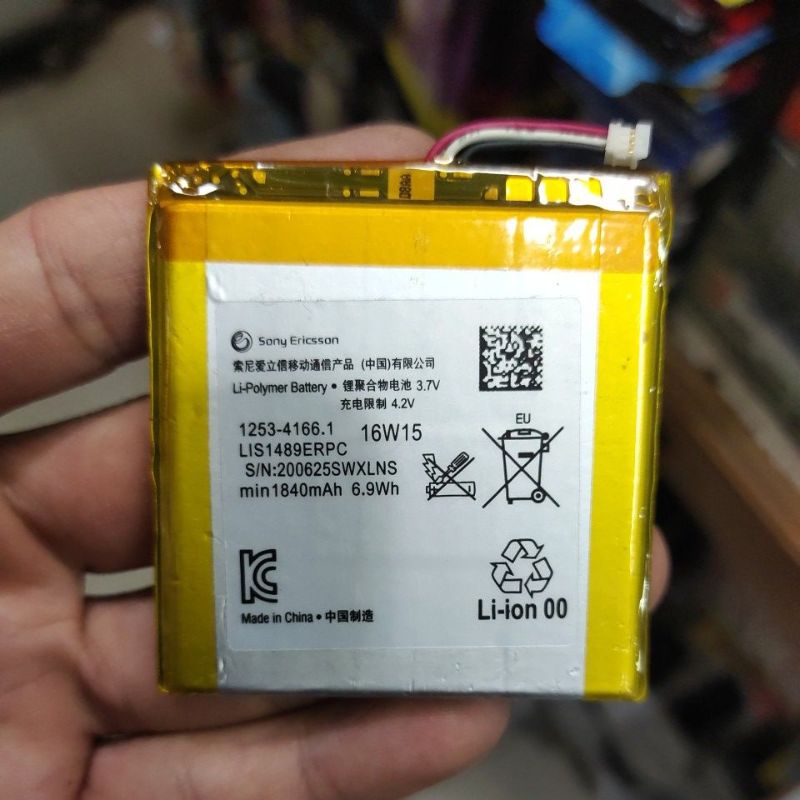 Sony Ericsson
索尼爱立信移动通信产品 (中国)有限公司
Li-Polymer Battery • 锂聚合物电池 3.7V
充电限制 4.2V
1253-4166.1 16W15
LIS1489ERPC
S/N:200625SWXLNS
min1840mAh 6.9Wh
EU
Li-ion 00
Made in China • 中国制造